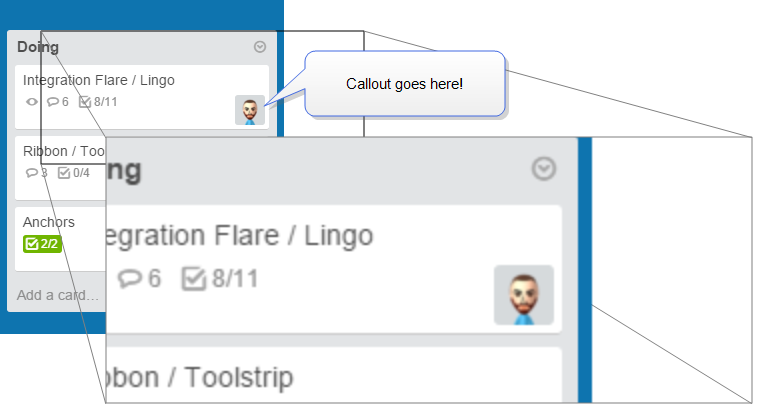 Doing
Integration Flare / Lingo
6 8/11
Callout goes here!
Ribbon / Too
3 0/4
Anchors
2/2
Add a card…
ng
egration Flare / Lingo
6 8/11
bbon / Toolstrip